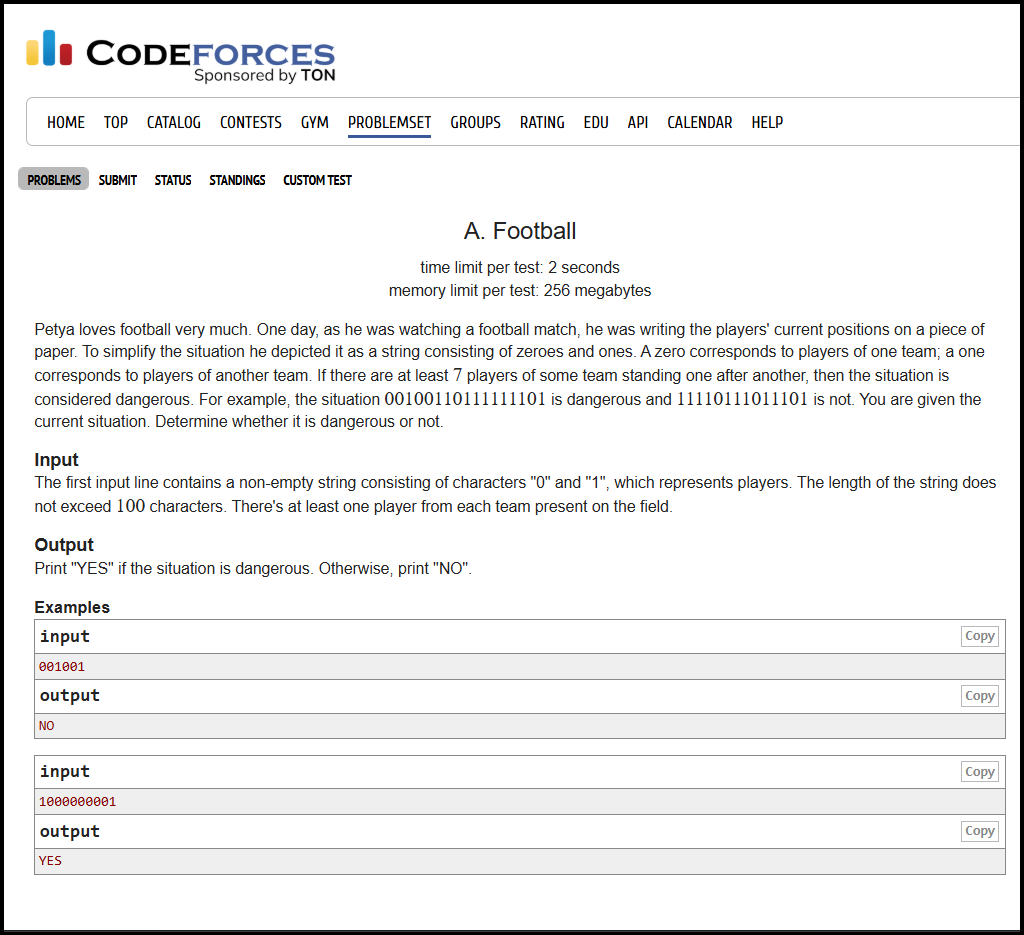 CODEFORCES
Sponsored by TON
HOME TOP CATALOG CONTESTS GYM PROBLEMSET GROUPS RATING EDU API CALENDAR HELP
PROBLEMS SUBMIT STATUS STANDINGS CUSTOM TEST
A. Football
time limit per test: 2 seconds
memory limit per test: 256 megabytes
Petya loves football very much. One day, as he was watching a football match, he was writing the players' current positions on a piece of
paper. To simplify the situation he depicted it as a string consisting of zeroes and ones. A zero corresponds to players of one team; a one
corresponds to players of another team. If there are at least 7 players of some team standing one after another, then the situation is
considered dangerous. For example, the situation 00100110111111101 is dangerous and 11110111011101 is not. You are given the
current situation. Determine whether it is dangerous or not.
Input
The first input line contains a non-empty string consisting of characters "0" and "1", which represents players. The length of the string does
not exceed 100 characters. There's at least one player from each team present on the field.
Output
Print "YES" if the situation is dangerous. Otherwise, print "NO".
Examples
input Copy
001001
output Copy
NO
input Copy
1000000001
output Copy
YES